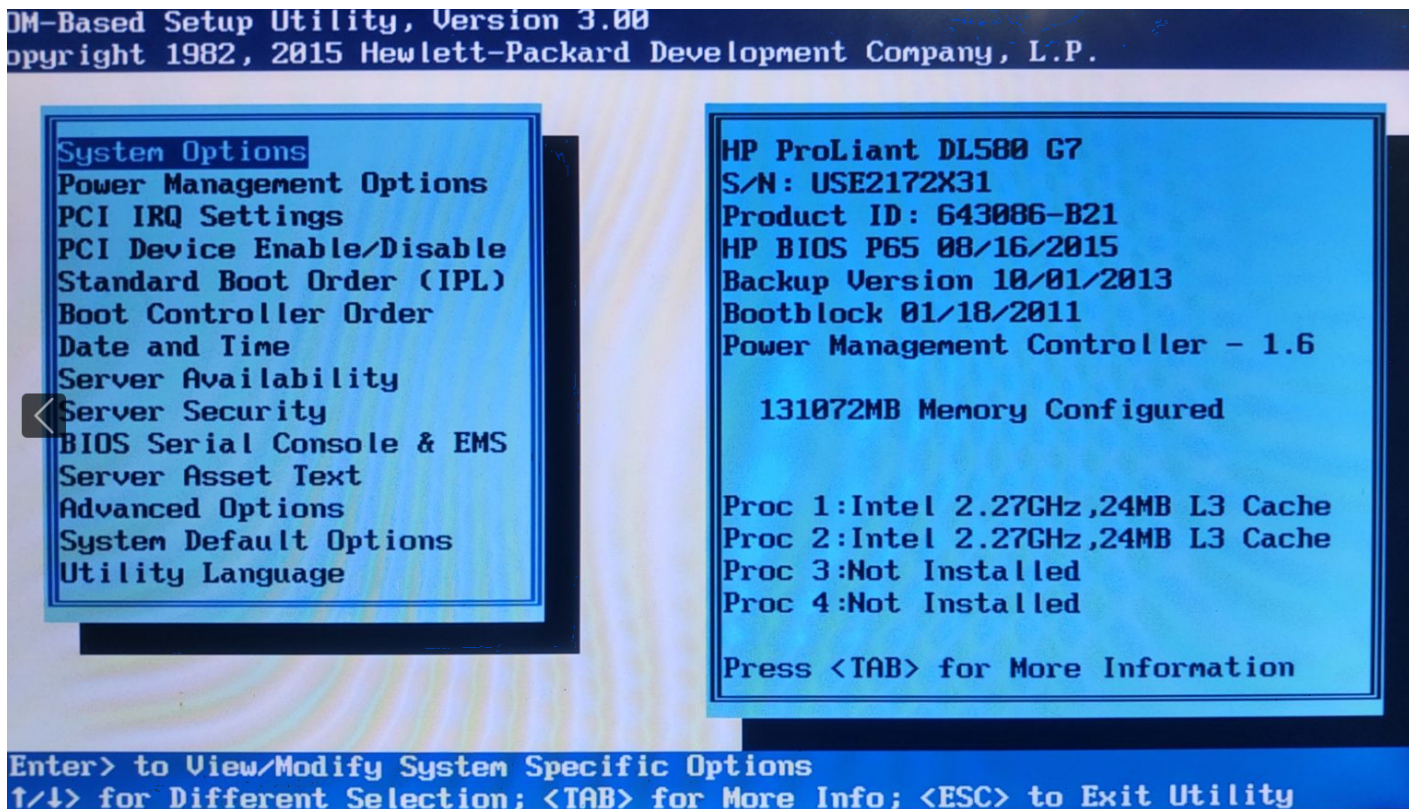 OM-Based Setup Utility, Version 3.00
opyright 1982, 2015 Hewlett-Packard Development Company, L.P.
System Options
Power Management Options
PCI IRQ Settings
PCI Device Enable/Disable
Standard Boot Order (IPL)
Boot Controller Order
Date and Time
Server Availability
Server Security
BIOS Serial Console & EMS
Server Asset Text
Advanced Options
System Default Options
Utility Language
HP ProLiant DL580 G7
S/N: USE2172X31
Product ID: 643086-B21
HP BIOS P65 08/16/2015
Backup Version 10/01/2013
Bootblock 01/18/2011
Power Management Controller - 1.6
131072MB Memory Configured
Proc 1:Intel 2.27GHz,24MB L3 Cache
Proc 2:Intel 2.27GHz,24MB L3 Cache
Proc 3:Not Installed
Proc 4:Not Installed
Press <TAB> for More Information
Enter> to View/Modify System Specific Options
↑/↓> for Different Selection; <TAB> for More Info; <ESC> to Exit Utility